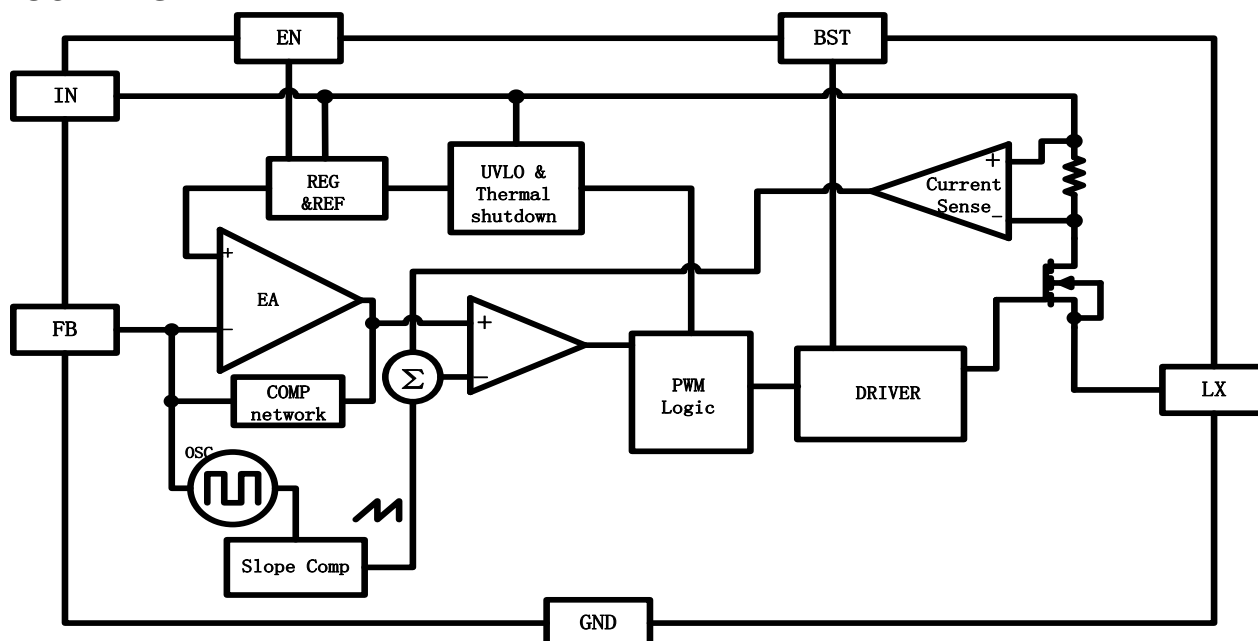 EN
BST
IN
REG
&REF
UVLO &
Thermal
shutdown
+
Current
Sense
-
+
EA
-
FB
+
-
Σ
COMP
network
PWM
Logic
DRIVER
LX
OSC
Slope Comp
GND